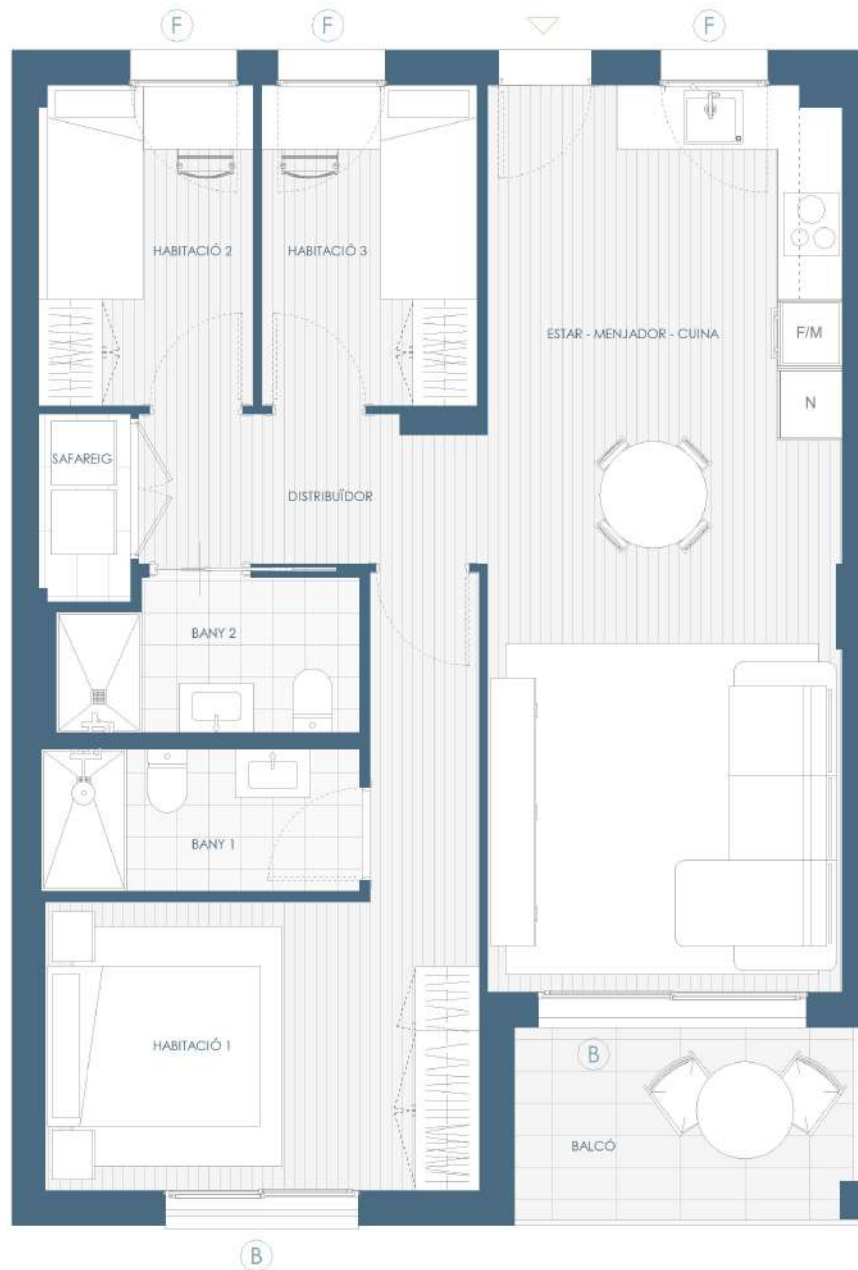 F
F
F
HABITACIÓ 2
HABITACIÓ 3
ESTAR - MENJADOR - CUINA
F/M
N
SAFAREIG
DISTRIBUÏDOR
BANY 2
BANY 1
HABITACIÓ 1
B
BALCÓ
B